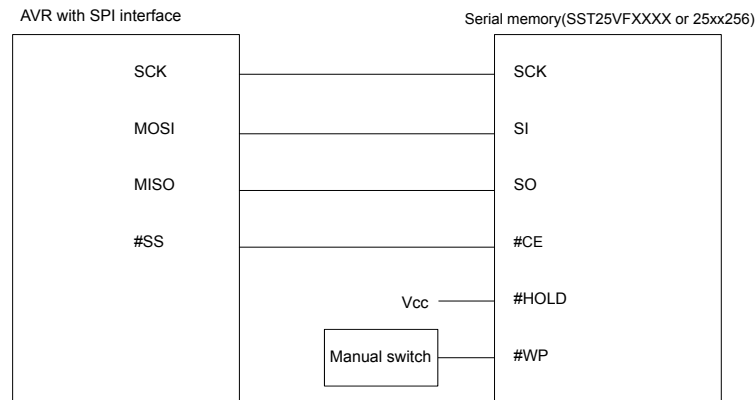 AVR with SPI interface
Serial memory(SST25VFXXXX or 25xx256)
SCK
SCK
MOSI
SI
MISO
SO
#SS
#CE
Vcc
#HOLD
Manual switch
#WP